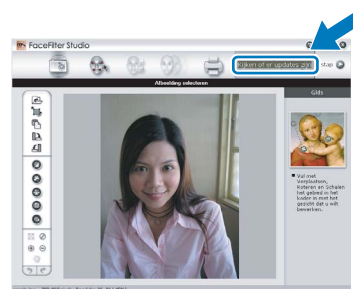 FaceFilter Studio
Kijken of er updates zijn
stap
Afbeelding selecteren
Gids
Vul met
Verplaatsen,
Roteren en Schalen
het gebied in het
kader in met het
gezicht dat u wilt
bewerken.